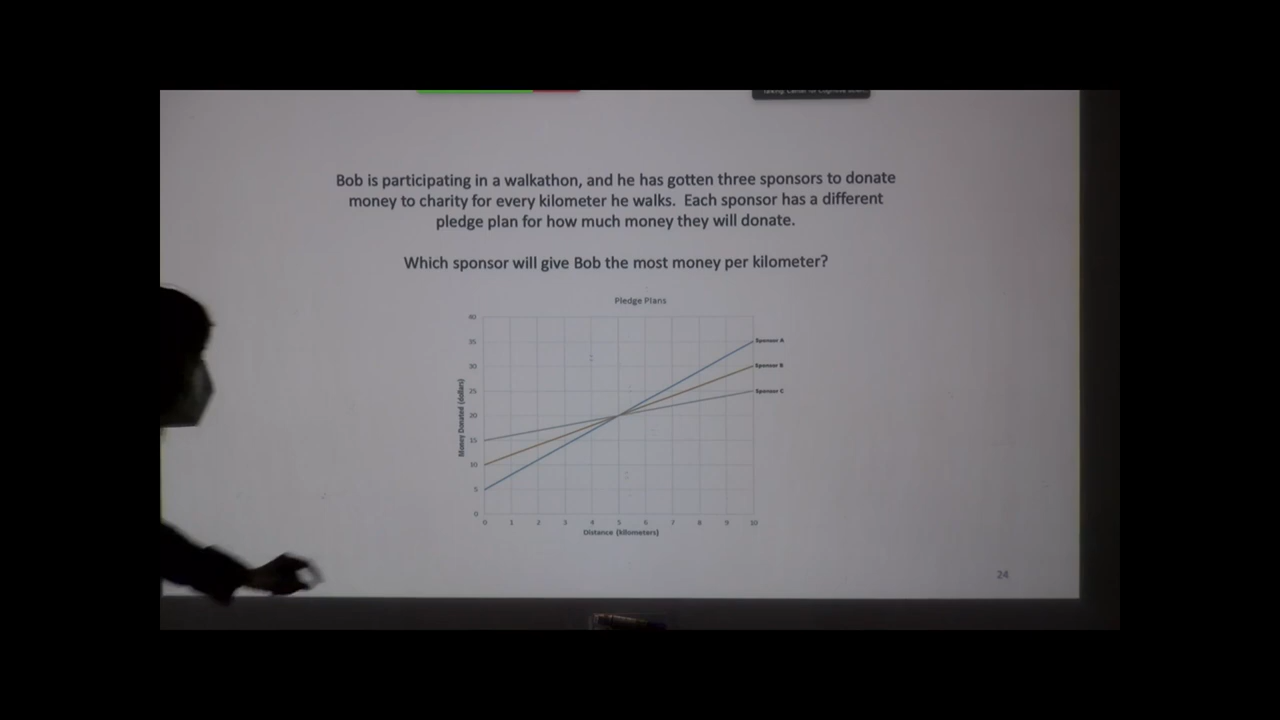 Bob is participating in a walkathon, and he has gotten three sponsors to donate
money to charity for every kilometer he walks. Each sponsor has a different
pledge plan for how much money they will donate.
Which sponsor will give Bob the most money per kilometer?
Pledge Plans
40
35
30
25
20
15
10
5
0
Money Donated (dollars)
Sponsor A
Sponsor B
Sponsor C
0 1 2 3 4 5 6 7 8 9 10
Distance (kilometers)
24